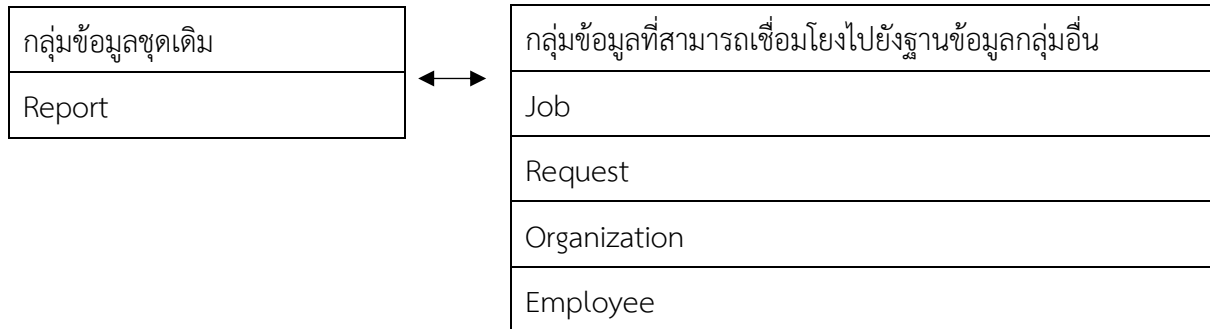 กลุ่มข้อมูลชุดเดิม
Report
กลุ่มข้อมูลที่สามารถเชื่อมโยงไปยังฐานข้อมูลกลุ่มอื่น
Job
Request
Organization
Employee